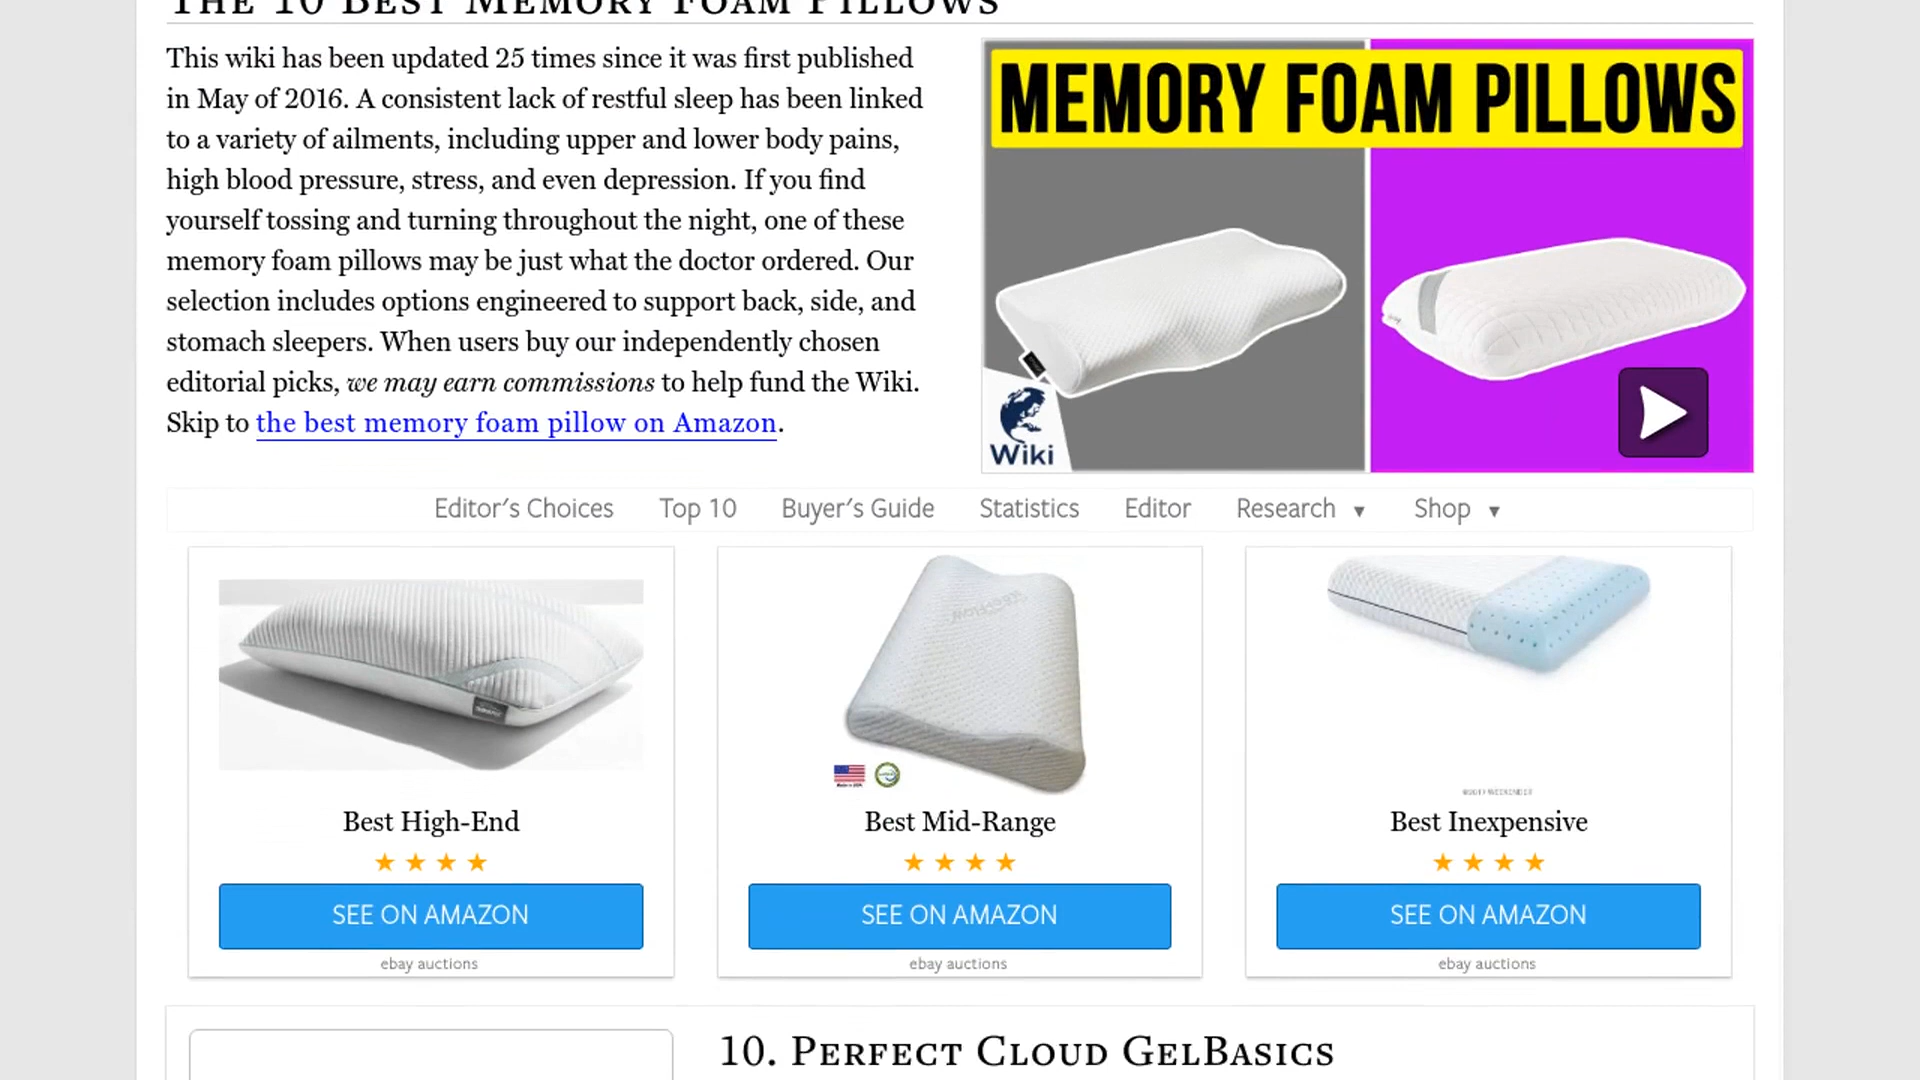 THE 10 BEST MEMORY FOAM PILLOWS
This wiki has been updated 25 times since it was first published
in May of 2016. A consistent lack of restful sleep has been linked
to a variety of ailments, including upper and lower body pains,
high blood pressure, stress, and even depression. If you find
yourself tossing and turning throughout the night, one of these
memory foam pillows may be just what the doctor ordered. Our
selection includes options engineered to support back, side, and
stomach sleepers. When users buy our independently chosen
editorial picks, we may earn commissions to help fund the Wiki.
Skip to the best memory foam pillow on Amazon.
MEMORY FOAM PILLOWS
Wiki
Editor's Choices Top 10 Buyer's Guide Statistics Editor Research ▼ Shop ▼
Best High-End
SEE ON AMAZON
ebay auctions
Best Mid-Range
SEE ON AMAZON
ebay auctions
Best Inexpensive
SEE ON AMAZON
ebay auctions
10. PERFECT CLOUD GELBASICS